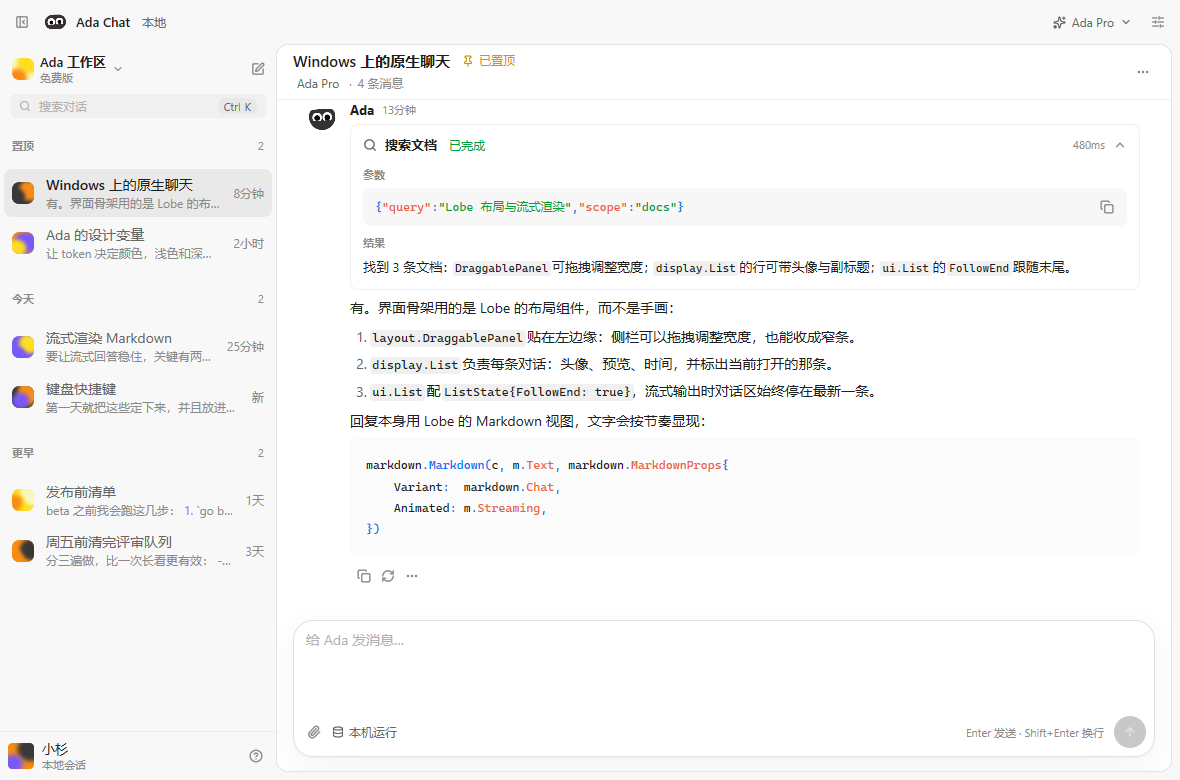 Ada Chat 本地
Ada Pro
Ada 工作区
免费版
搜索对话 Ctrl K
置顶 2
Windows 上的原生聊天 8分钟
有。界面骨架用的是 Lobe 的布...
Ada 的设计变量 2小时
让 token 决定颜色，浅色和深...
今天 2
流式渲染 Markdown 25分钟
要让流式回答稳住，关键有两...
键盘快捷键 新
第一天就把这些定下来，并且放进...
更早 2
发布前清单 1天
beta 之前我会跑这几步： 1. `go b...
周五前清完评审队列 3天
分三遍做，比一次长看更有效： -...
小杉
本地会话
Windows 上的原生聊天 已置顶
Ada Pro · 4 条消息
Ada 13分钟
搜索文档 已完成 480ms
参数
{"query":"Lobe 布局与流式渲染","scope":"docs"}
结果
找到 3 条文档：DraggablePanel 可拖拽调整宽度；display.List 的行可带头像与副标题；ui.List 的 FollowEnd 跟随末尾。
有。界面骨架用的是 Lobe 的布局组件，而不是手画：
1. layout.DraggablePanel 贴在左边缘：侧栏可以拖拽调整宽度，也能收成窄条。
2. display.List 负责每条对话：头像、预览、时间，并标出当前打开的那条。
3. ui.List 配 ListState{FollowEnd: true}，流式输出时对话区始终停在最新一条。
回复本身用 Lobe 的 Markdown 视图，文字会按节奏显现：
markdown.Markdown(c, m.Text, markdown.MarkdownProps{
    Variant:  markdown.Chat,
    Animated: m.Streaming,
})
给 Ada 发消息...
本机运行
Enter 发送 · Shift+Enter 换行